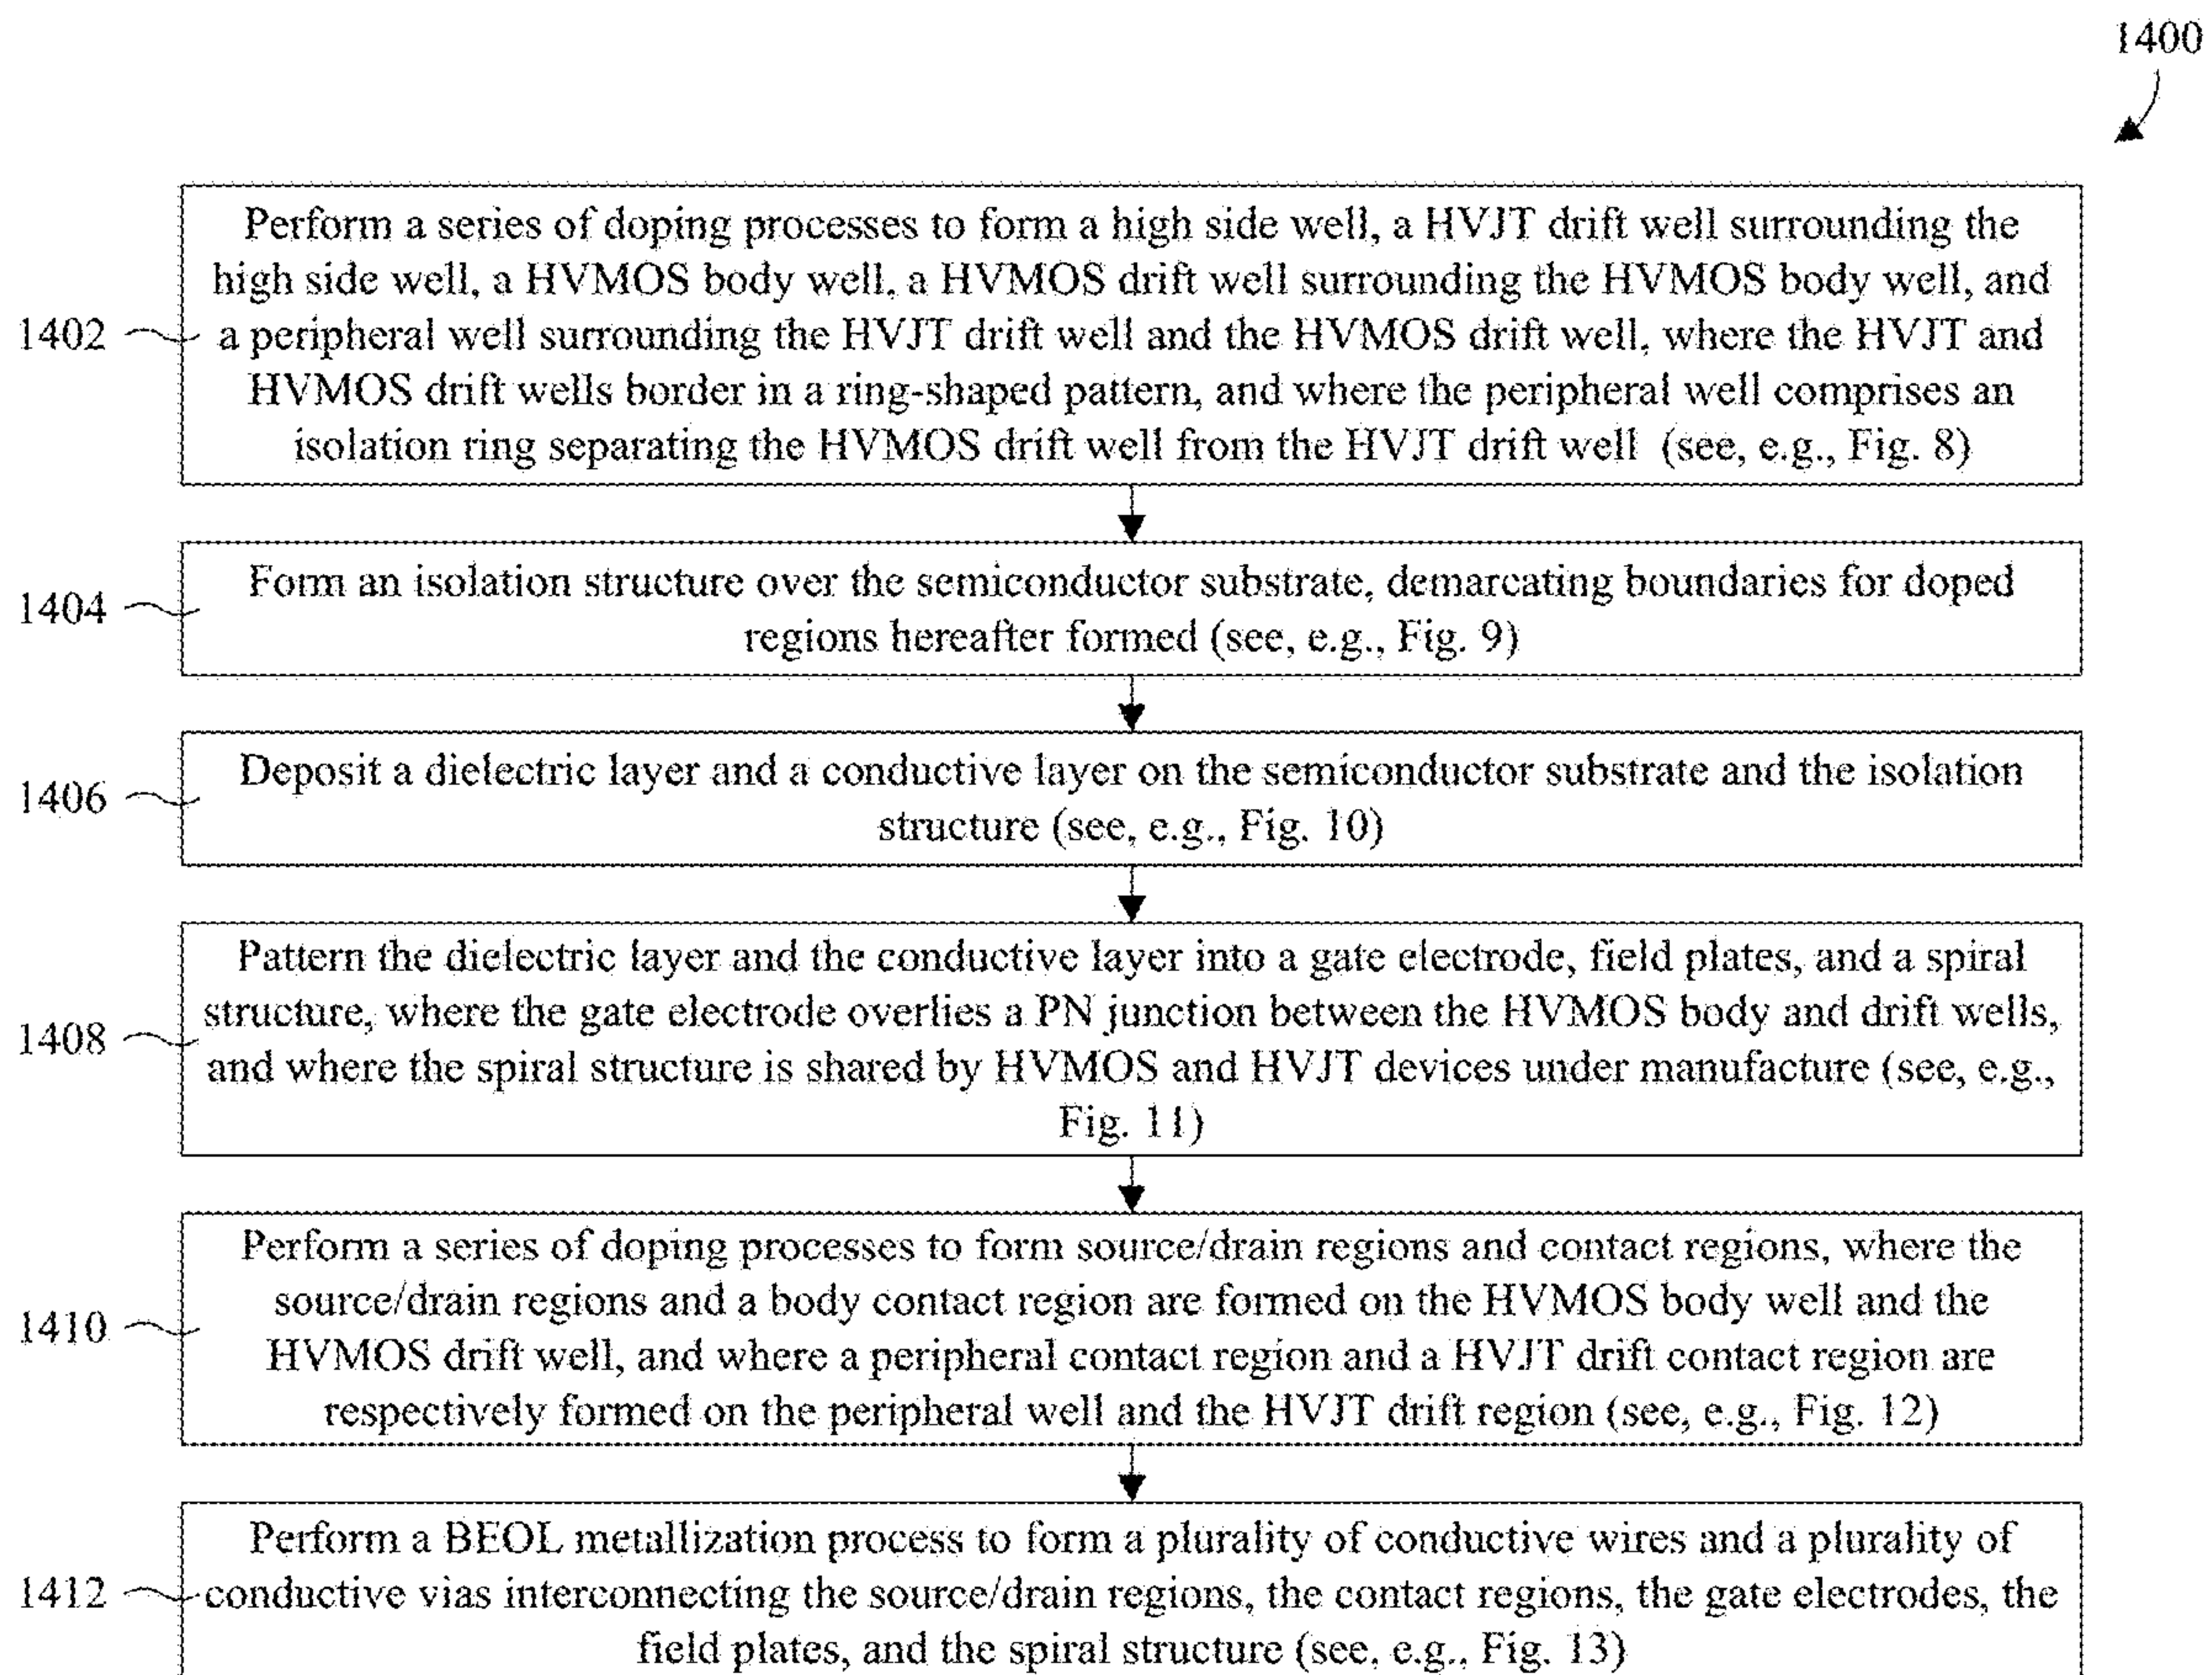 1400
Perform a series of doping processes to form a high side well, a HVJT drift well surrounding the
high side well, a HVMOS body well, a HVMOS drift well surrounding the HVMOS body well, and
1402 a peripheral well surrounding the HVJT drift well and the HVMOS drift well, where the HVJT and
HVMOS drift wells border in a ring-shaped pattern, and where the peripheral well comprises an
isolation ring separating the HVMOS drift well from the HVJT drift well (see, e.g., Fig. 8)
Form an isolation structure over the semiconductor substrate, demarcating boundaries for doped
1404
regions hereafter formed (see, e.g., Fig. 9)
Deposit a dielectric layer and a conductive layer on the semiconductor substrate and the isolation
1406
structure (see, e.g., Fig. 10)
Pattern the dielectric layer and the conductive layer into a gate electrode, field plates, and a spiral
structure, where the gate electrode overlies a PN junction between the HVMOS body and drift wells,
1408
and where the spiral structure is shared by HVMOS and HVJT devices under manufacture (see, e.g.,
Fig. 11)
Perform a series of doping processes to form source/drain regions and contact regions, where the
source/drain regions and a body contact region are formed on the HVMOS body well and the
1410
HVMOS drift well, and where a peripheral contact region and a HVJT drift contact region are
respectively formed on the peripheral well and the HVJT drift region (see, e.g., Fig. 12)
Perform a BEOL metallization process to form a plurality of conductive wires and a plurality of
1412 conductive vias interconnecting the source/drain regions, the contact regions, the gate electrodes, the
field plates, and the spiral structure (see, e.g., Fig. 13)